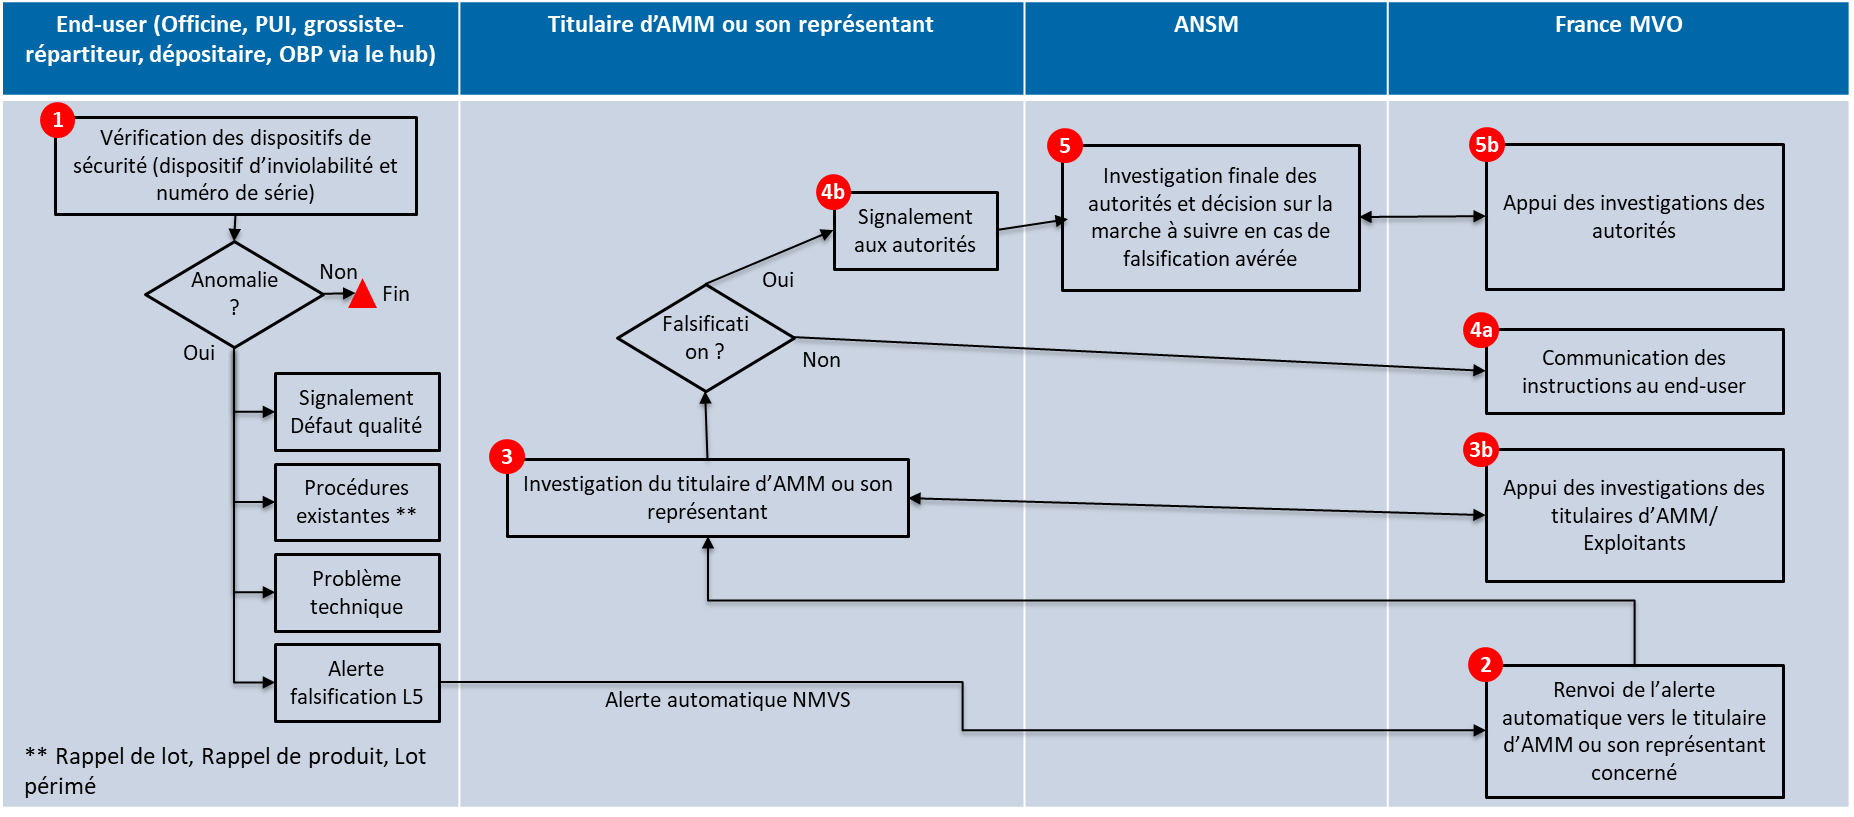 End-user (Officine, PUI, grossiste-
répartiteur, dépositaire, OBP via le hub)
Titulaire d'AMM ou son représentant
ANSM
France MVO
1
Vérification des dispositifs de
sécurité (dispositif d'inviolabilité et
numéro de série)
Anomalie
?
Non
Fin
Oui
Signalement
Défaut qualité
Procédures
existantes **
Problème
technique
Alerte
falsification L5
** Rappel de lot, Rappel de produit, Lot
périmé
Alerte automatique NMVS
2
Renvoi de l'alerte
automatique vers le titulaire
d'AMM ou son représentant
concerné
3
Investigation du titulaire d'AMM ou son
représentant
3b
Appui des investigations des
titulaires d'AMM/
Exploitants
Falsificati
on ?
Non
Oui
4a
Communication des
instructions au end-user
4b
Signalement
aux autorités
5
Investigation finale des
autorités et décision sur la
marche à suivre en cas de
falsification avérée
5b
Appui des investigations des
autorités